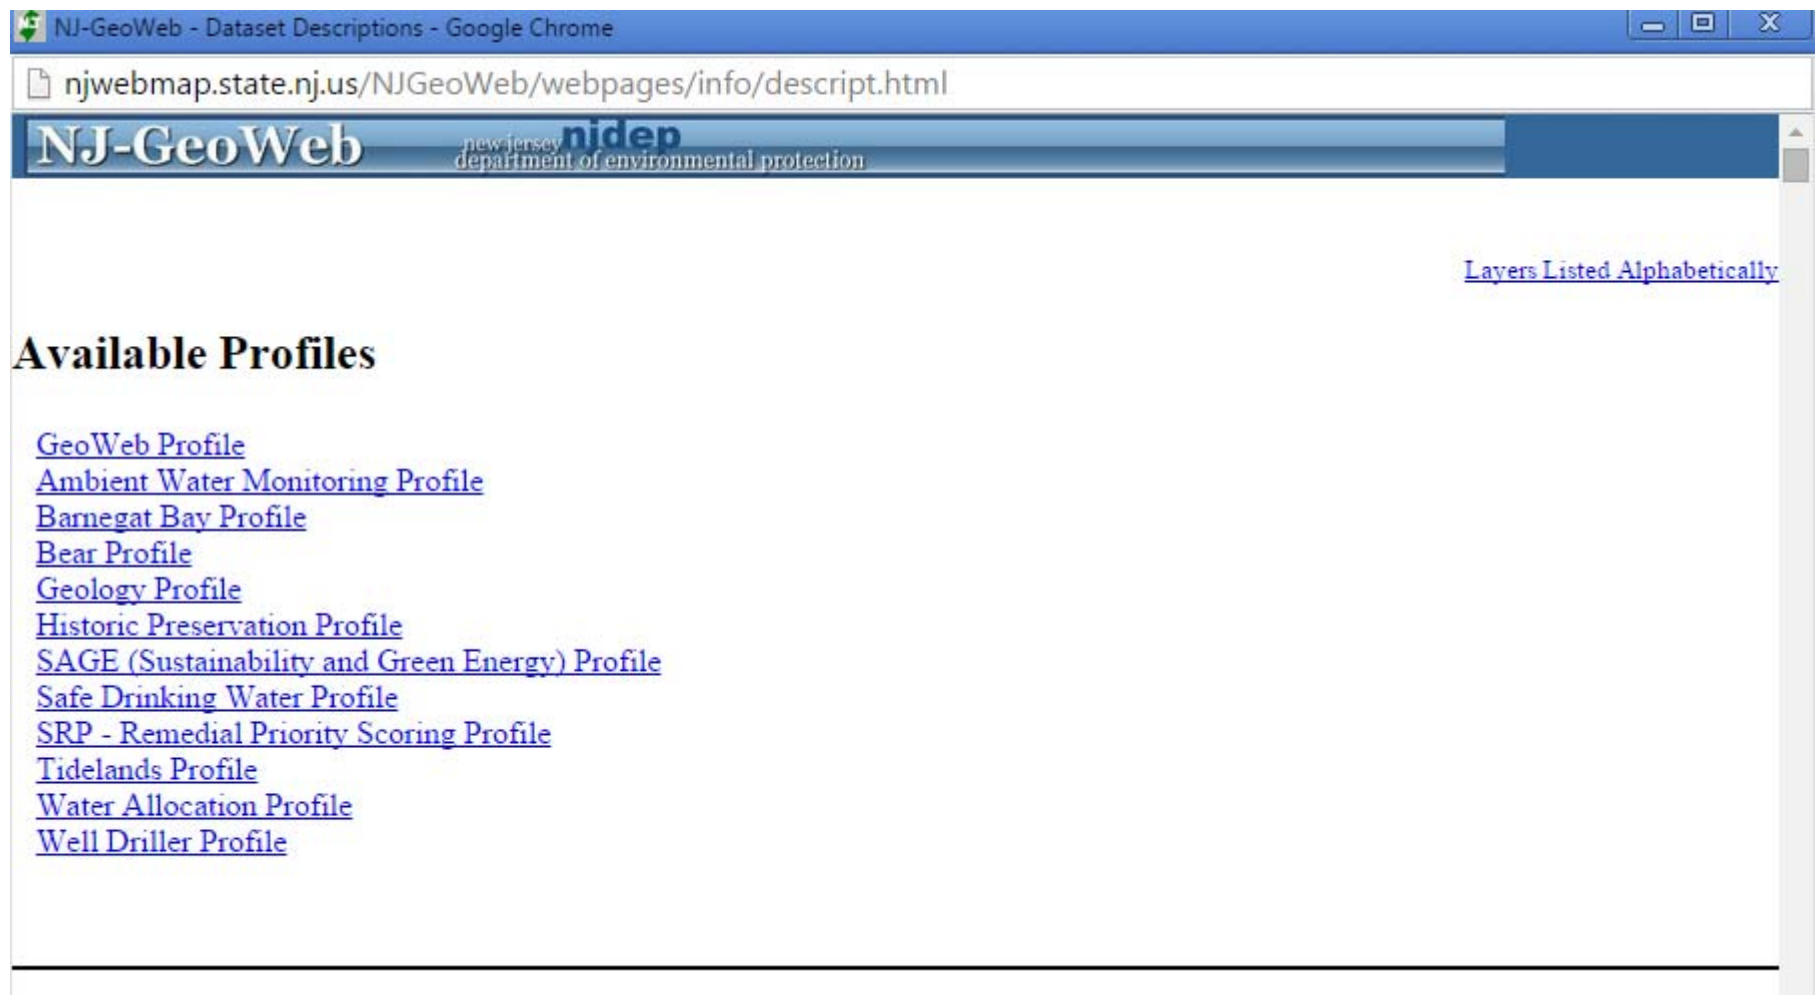 NJ-GeoWeb - Dataset Descriptions - Google Chrome
njwebmap.state.nj.us/NJGeoWeb/webpages/info/descript.html
NJ-GeoWeb new jersey njdep
department of environmental protection
Layers Listed Alphabetically
Available Profiles
GeoWeb Profile
Ambient Water Monitoring Profile
Barnegat Bay Profile
Bear Profile
Geology Profile
Historic Preservation Profile
SAGE (Sustainability and Green Energy) Profile
Safe Drinking Water Profile
SRP - Remedial Priority Scoring Profile
Tidelands Profile
Water Allocation Profile
Well Driller Profile